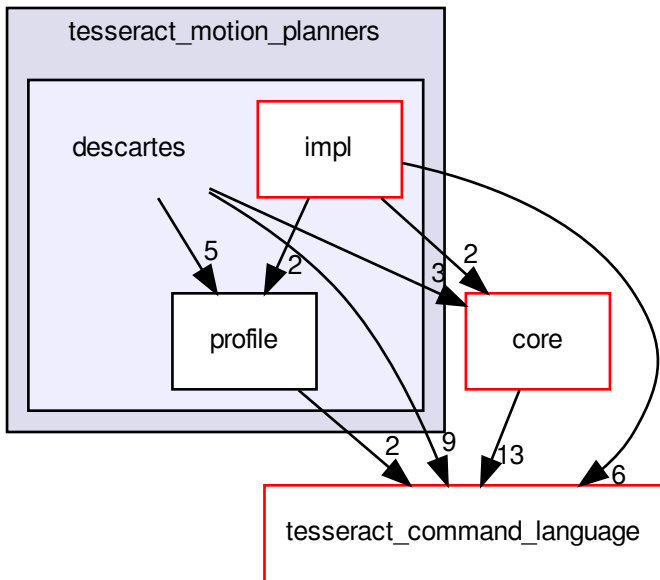 tesseract_motion_planners
descartes
impl
5
2
3
2
profile
core
2
9
13
6
tesseract_command_language